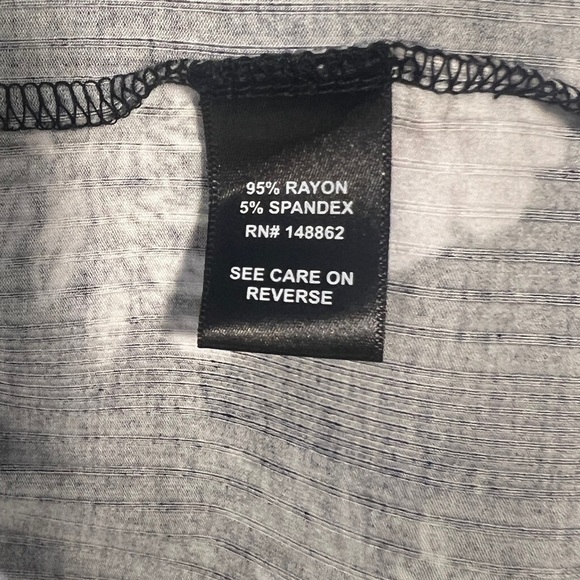 95% RAYON
5% SPANDEX
RN# 148862
SEE CARE ON
REVERSE